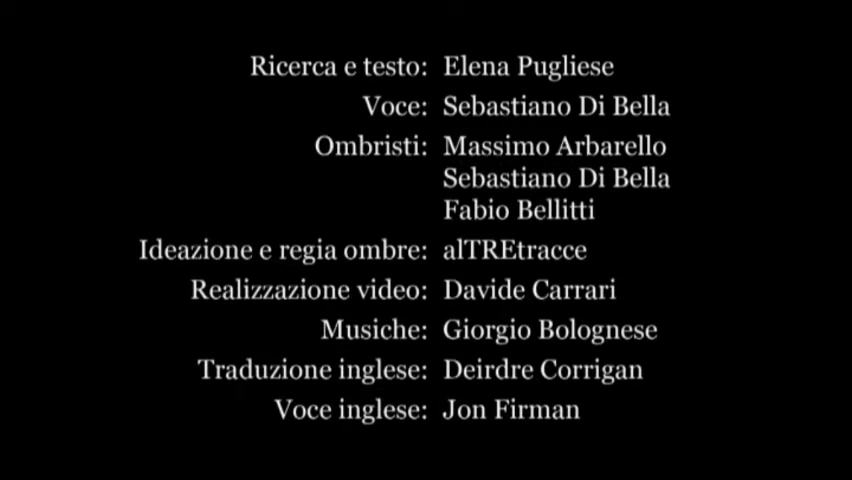 Ricerca e testo: Elena Pugliese
Voce: Sebastiano Di Bella
Ombristi: Massimo Arbarello
Sebastiano Di Bella
Fabio Bellitti
Ideazione e regia ombre: alTREtracce
Realizzazione video: Davide Carrari
Musiche: Giorgio Bolognese
Traduzione inglese: Deirdre Corrigan
Voce inglese: Jon Firman